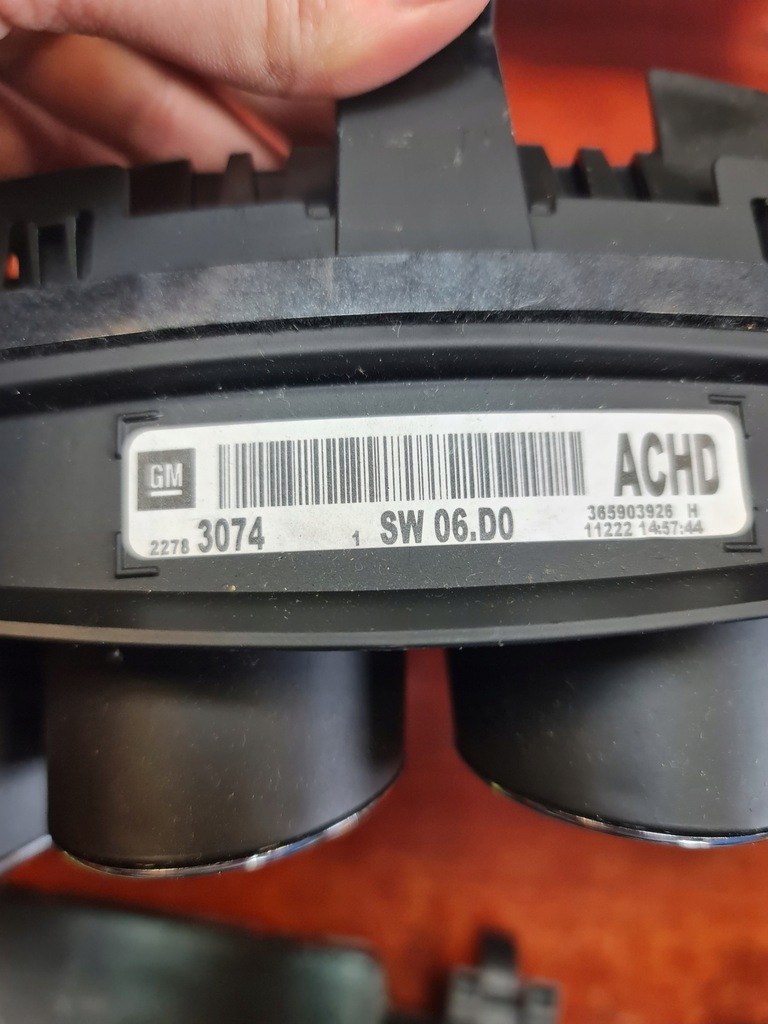 GM
ACHD
2278 3074 1 SW 06.D0
365903926 H
11222 14:57:44